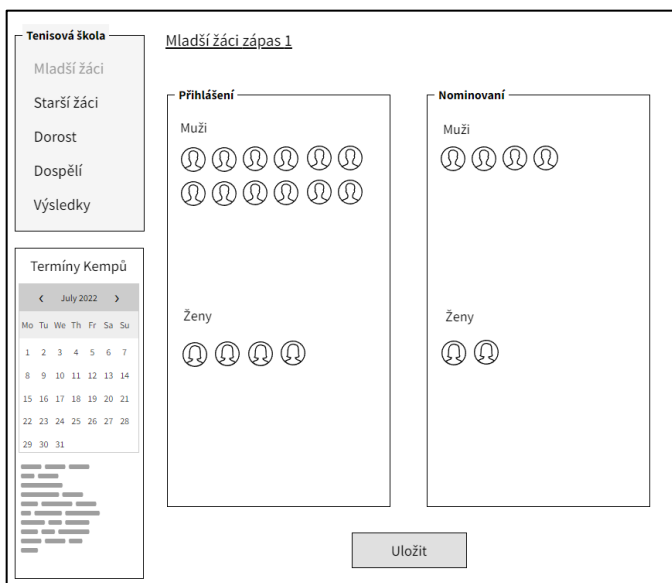 Tenisová škola
Mladší žáci
Starší žáci
Dorost
Dospělí
Výsledky
Termíny Kempů
‹ July 2022 ›
Mo Tu We Th Fr Sa Su
1 2 3 4 5 6 7
8 9 10 11 12 13 14
15 16 17 18 19 20 21
22 23 24 25 26 27 28
29 30 31
Mladší žáci zápas 1
Přihlášení
Muži
Ženy
Nominovaní
Muži
Ženy
Uložit